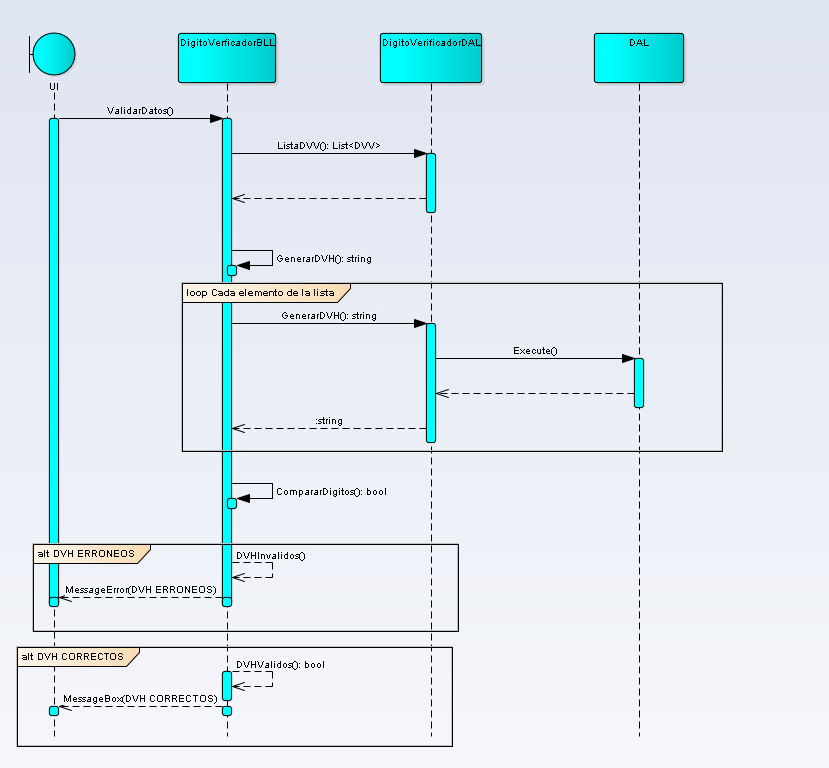 DigitoVerficadorBLL
DigitoVerificadorDAL
DAL
UI
ValidarDatos()
ListaDVV(): List<DVV>
GenerarDVH(): string
loop Cada elemento de la lista
GenerarDVH(): string
Execute()
:string
CompararDigitos(): bool
alt DVH ERRONEOS
DVHInvalidos()
MessageError(DVH ERRONEOS)
alt DVH CORRECTOS
DVHValidos(): bool
MessageBox(DVH CORRECTOS)